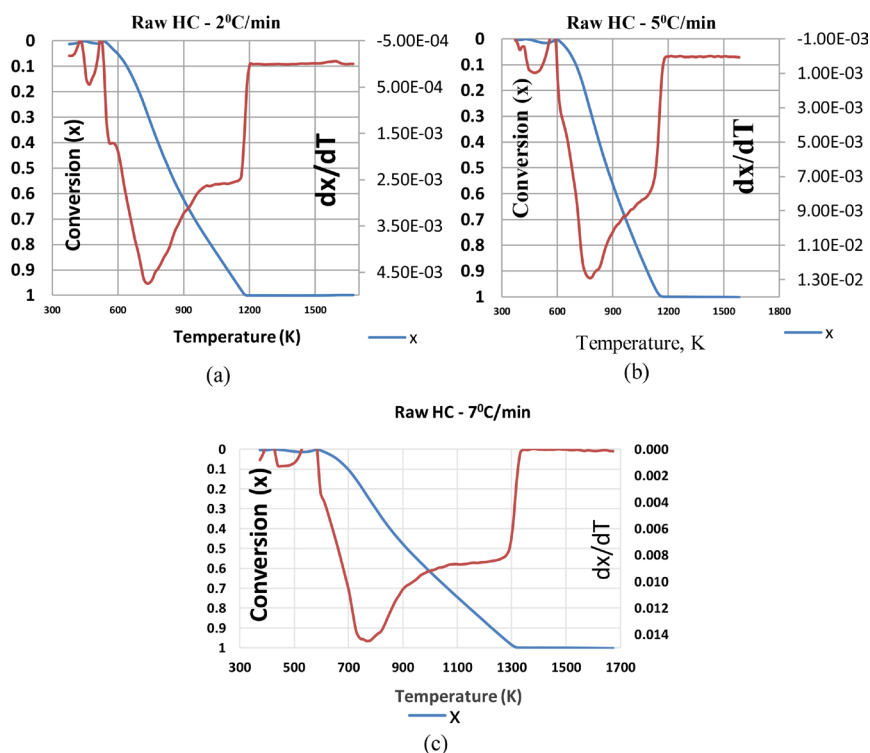 Raw HC - 2⁰C/min
0
0.1
0.2
0.3
0.4
0.5
0.6
0.7
0.8
0.9
1
Conversion (x)
-5.00E-04
5.00E-04
1.50E-03
2.50E-03
3.50E-03
4.50E-03
dx/dT
300 600 900 1200 1500
Temperature (K)
x
(a)
Raw HC - 5⁰C/min
0
0.1
0.2
0.3
0.4
0.5
0.6
0.7
0.8
0.9
1
Conversion (x)
-1.00E-03
1.00E-03
3.00E-03
5.00E-03
7.00E-03
9.00E-03
1.10E-02
1.30E-02
dx/dT
300 600 900 1200 1500 1800
Temperature, K
x
(b)
Raw HC - 7⁰C/min
0
0.1
0.2
0.3
0.4
0.5
0.6
0.7
0.8
0.9
1
Conversion (x)
0.000
0.002
0.004
0.006
0.008
0.010
0.012
0.014
dx/dT
300 500 700 900 1100 1300 1500 1700
Temperature (K)
x
(c)